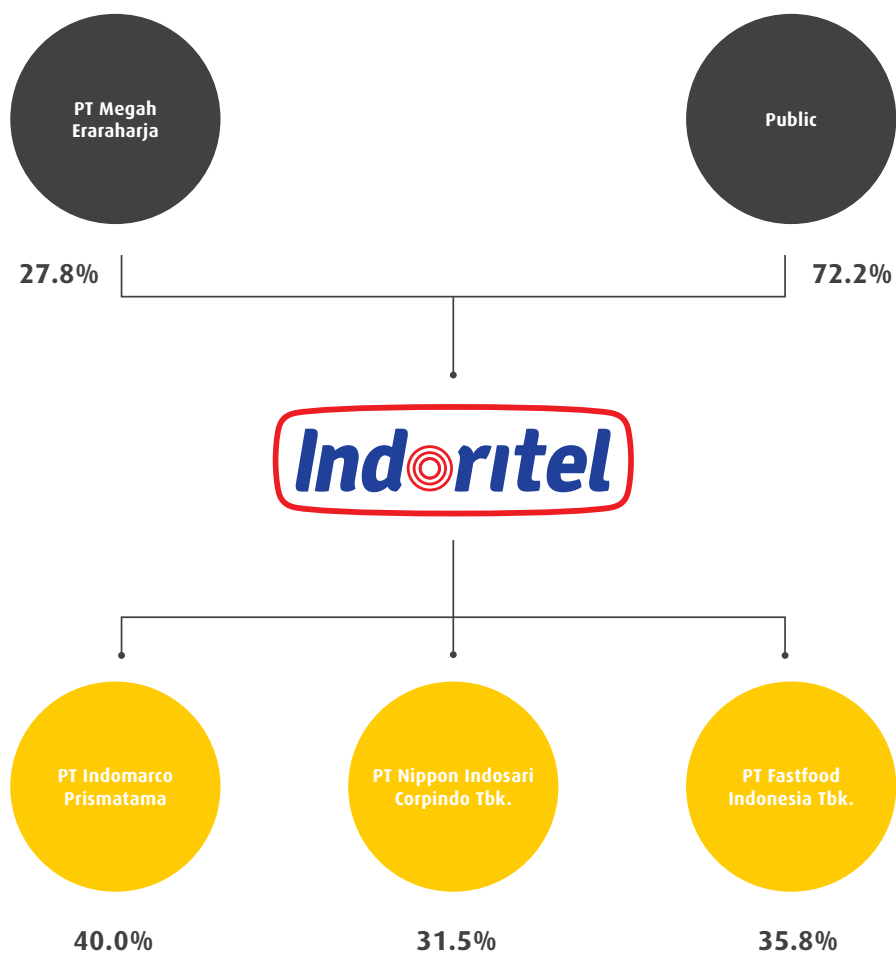 PT Megah
Eraraharja
Public
27.8%
72.2%
Indorıtel
PT Indomarco
Prismatama
PT Nippon Indosari
Corpindo Tbk.
PT Fastfood
Indonesia Tbk.
40.0%
31.5%
35.8%